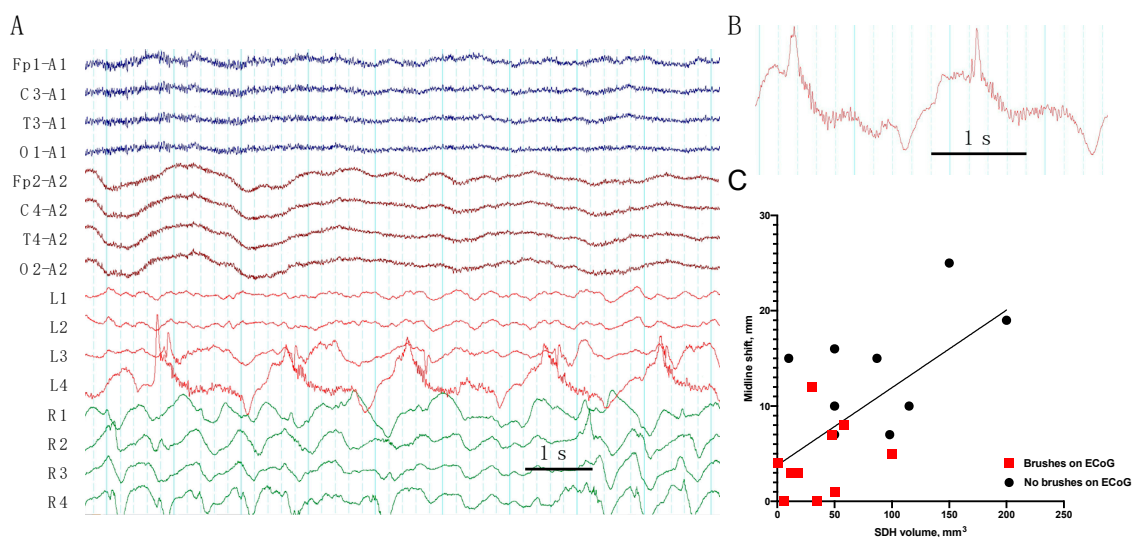 A
Fp1-A1
C3-A1
T3-A1
O1-A1
Fp2-A2
C4-A2
T4-A2
O2-A2
L1
L2
L3
L4
R1
R2
R3
R4
1 s
B
1 s
C
30
20
10
0
Midline shift, mm
0 50 100 150 200 250
SDH volume, mm³
Brushes on ECoG
No brushes on ECoG